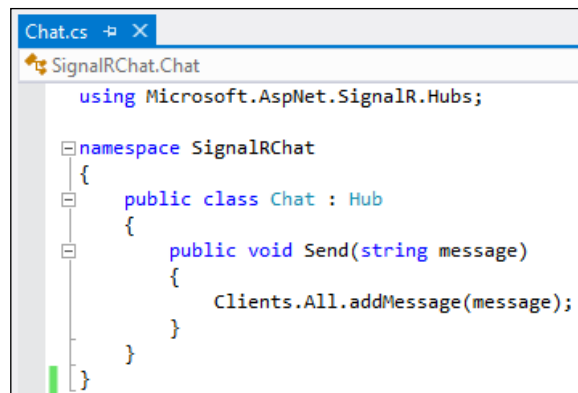 Chat.cs
SignalRChat.Chat
using Microsoft.AspNet.SignalR.Hubs;
namespace SignalRChat
{
    public class Chat : Hub
    {
        public void Send(string message)
        {
            Clients.All.addMessage(message);
        }
    }
}